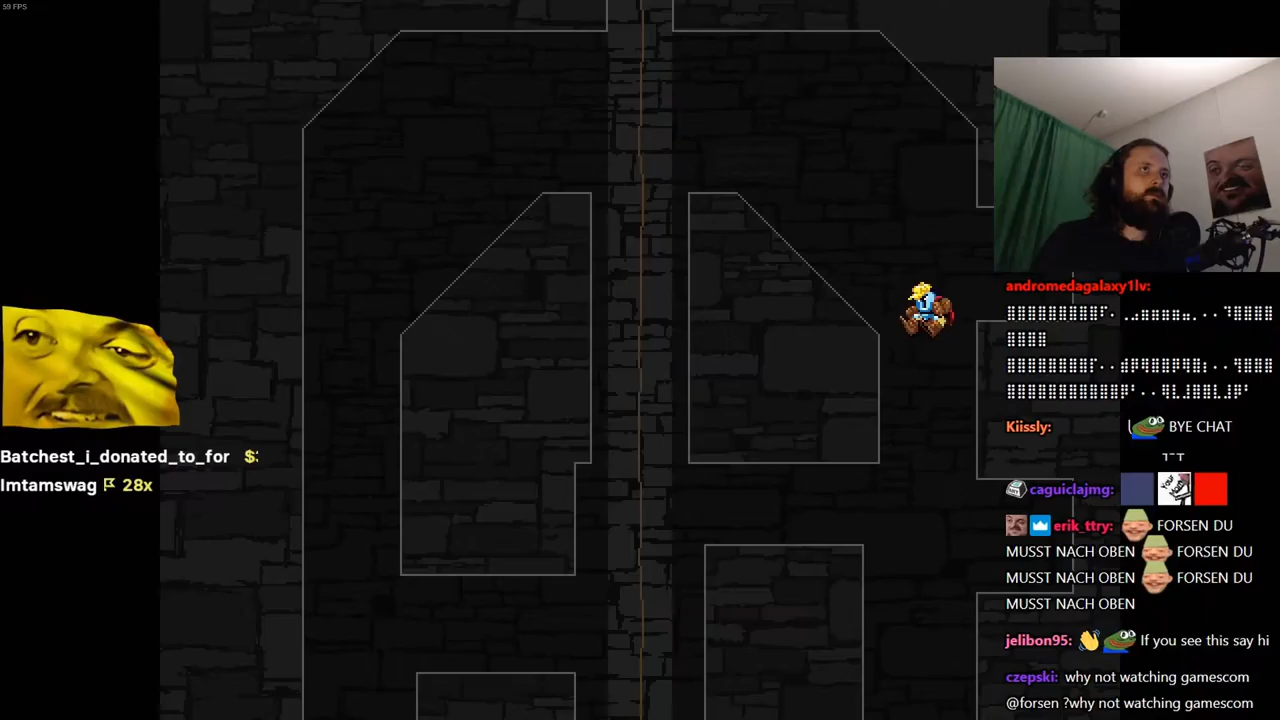 59 FPS
andromedagalaxy1lv:
Kiissly: BYE CHAT
caguiclajmg:
erik_ttry: FORSEN DU
MUSST NACH OBEN FORSEN DU
MUSST NACH OBEN FORSEN DU
MUSST NACH OBEN
jelibon95: If you see this say hi
czepski: why not watching gamescom
@forsen ?why not watching gamescom
Batchest_i_donated_to_for
Imtamswag 28x